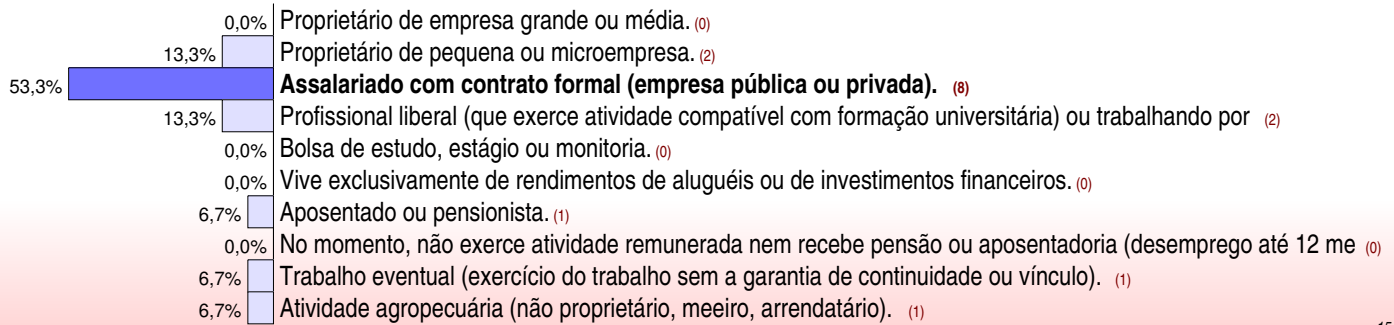 0,0% Proprietário de empresa grande ou média. (0)
13,3% Proprietário de pequena ou microempresa. (2)
53,3% Assalariado com contrato formal (empresa pública ou privada). (8)
13,3% Profissional liberal (que exerce atividade compatível com formação universitária) ou trabalhando por (2)
0,0% Bolsa de estudo, estágio ou monitoria. (0)
0,0% Vive exclusivamente de rendimentos de aluguéis ou de investimentos financeiros. (0)
6,7% Aposentado ou pensionista. (1)
0,0% No momento, não exerce atividade remunerada nem recebe pensão ou aposentadoria (desemprego até 12 me (0)
6,7% Trabalho eventual (exercício do trabalho sem a garantia de continuidade ou vínculo). (1)
6,7% Atividade agropecuária (não proprietário, meeiro, arrendatário). (1)